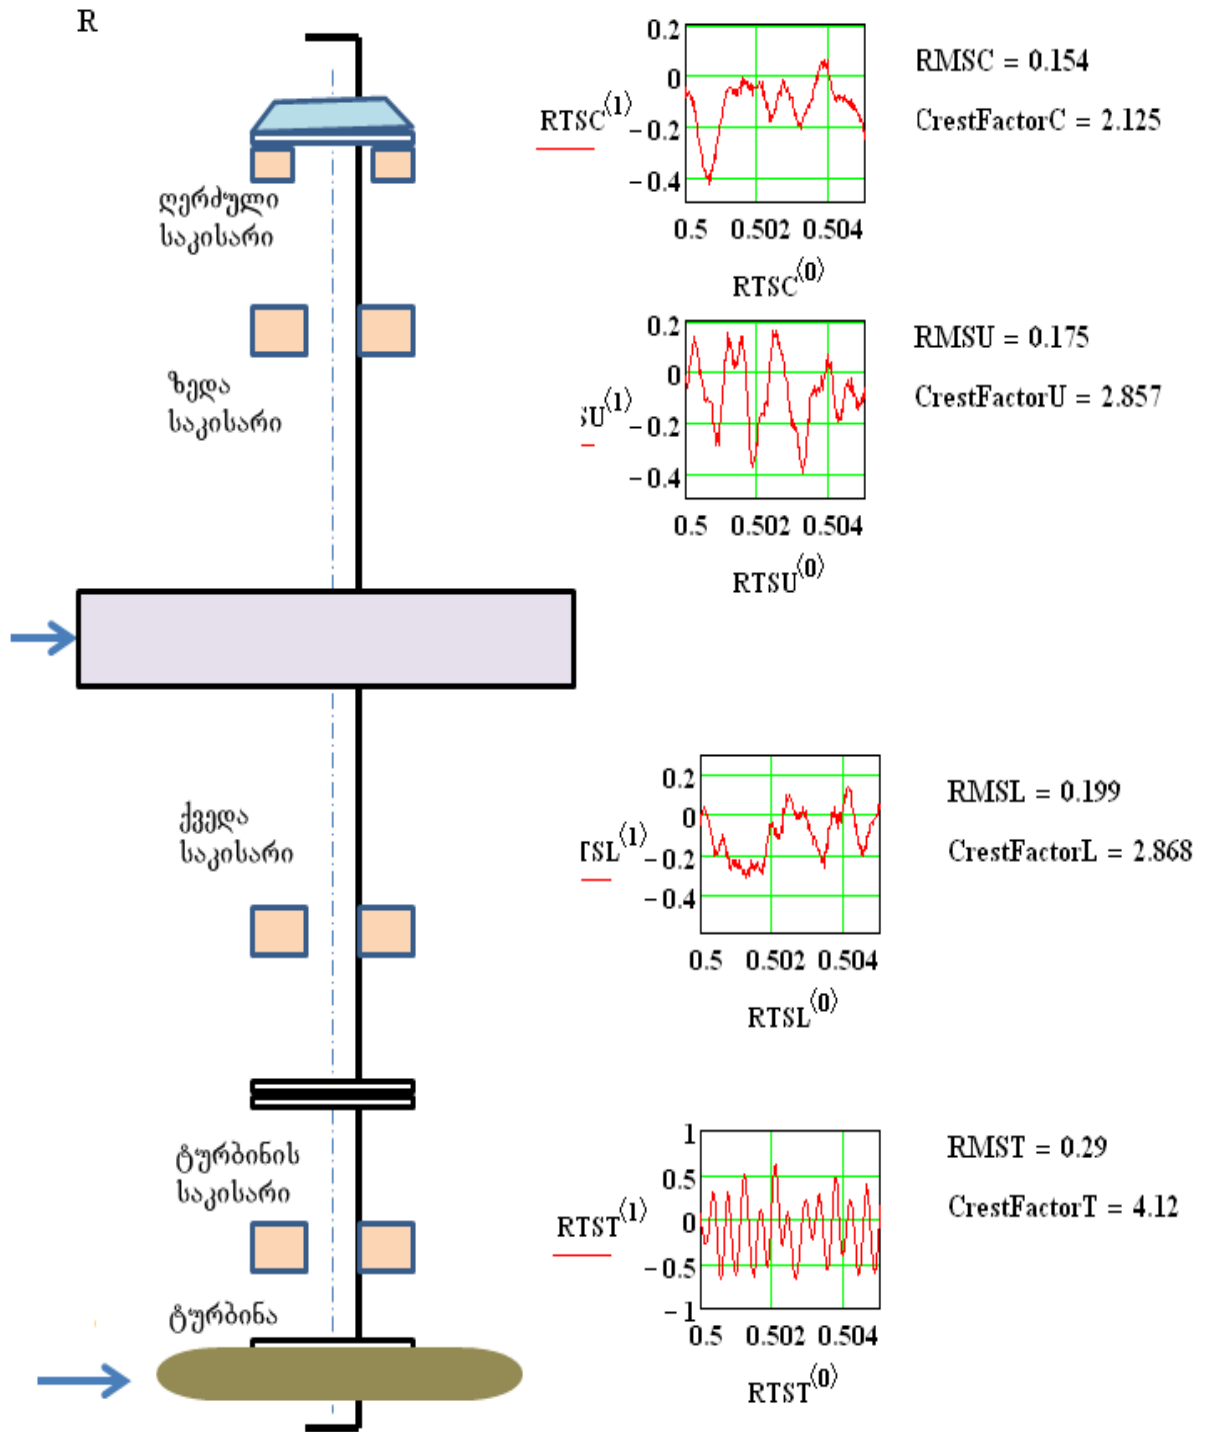 R
ღერძული
საკისარი
0.2
0
−0.2
−0.4
RTSC⟨1⟩
0.5 0.502 0.504
RTSC⟨0⟩
RMSC = 0.154
CrestFactorC = 2.125
ზედა
საკისარი
0.2
0
−0.2
−0.4
SU⟨1⟩
0.5 0.502 0.504
RTSU⟨0⟩
RMSU = 0.175
CrestFactorU = 2.857
ქვედა
საკისარი
0.2
0
−0.2
−0.4
TSL⟨1⟩
0.5 0.502 0.504
RTSL⟨0⟩
RMSL = 0.199
CrestFactorL = 2.868
ტურბინის
საკისარი
1
0.5
0
−0.5
−1
RTST⟨1⟩
0.5 0.502 0.504
RTST⟨0⟩
RMST = 0.29
CrestFactorT = 4.12
ტურბინა